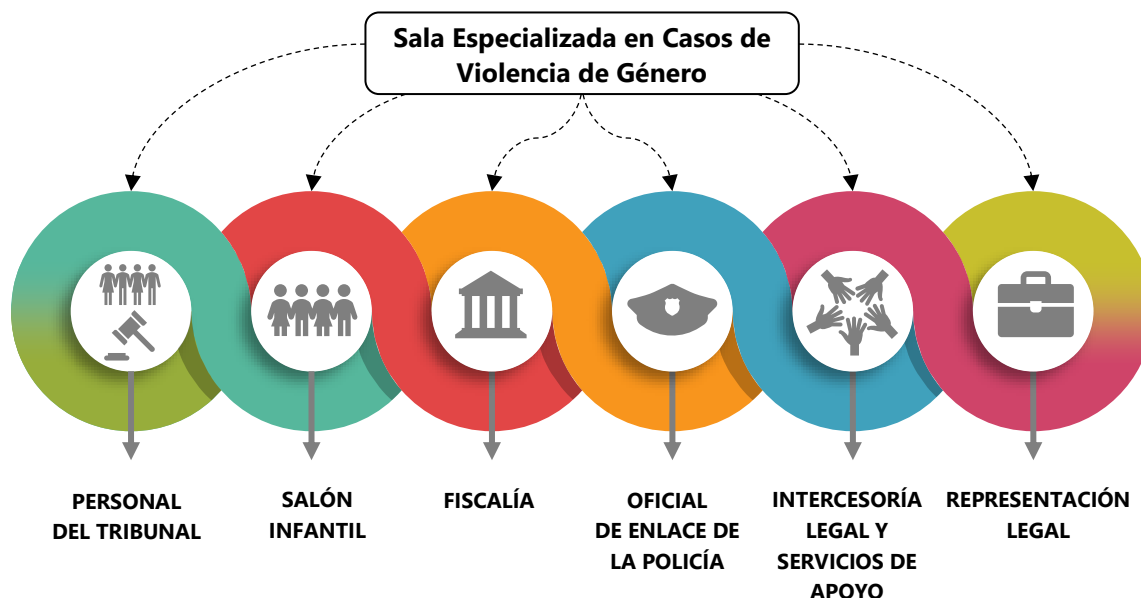 Sala Especializada en Casos de
Violencia de Género
PERSONAL
DEL TRIBUNAL
SALÓN
INFANTIL
FISCALÍA
OFICIAL
DE ENLACE DE
LA POLICÍA
INTERCESORÍA
LEGAL Y
SERVICIOS DE
APOYO
REPRESENTACIÓN
LEGAL